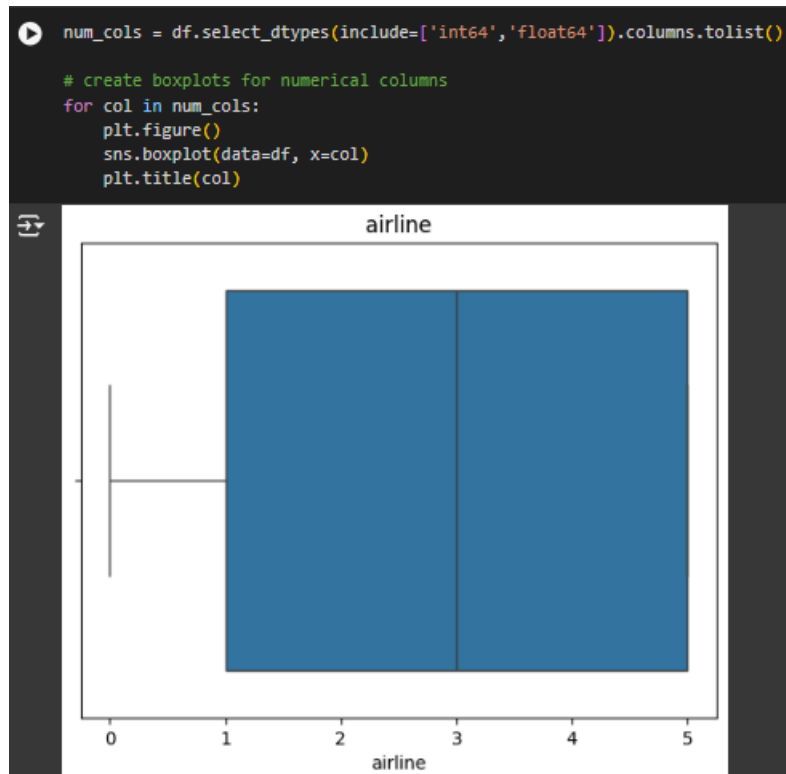 num_cols = df.select_dtypes(include=['int64','float64']).columns.tolist()
# create boxplots for numerical columns
for col in num_cols:
    plt.figure()
    sns.boxplot(data=df, x=col)
    plt.title(col)
airline
0 1 2 3 4 5
airline